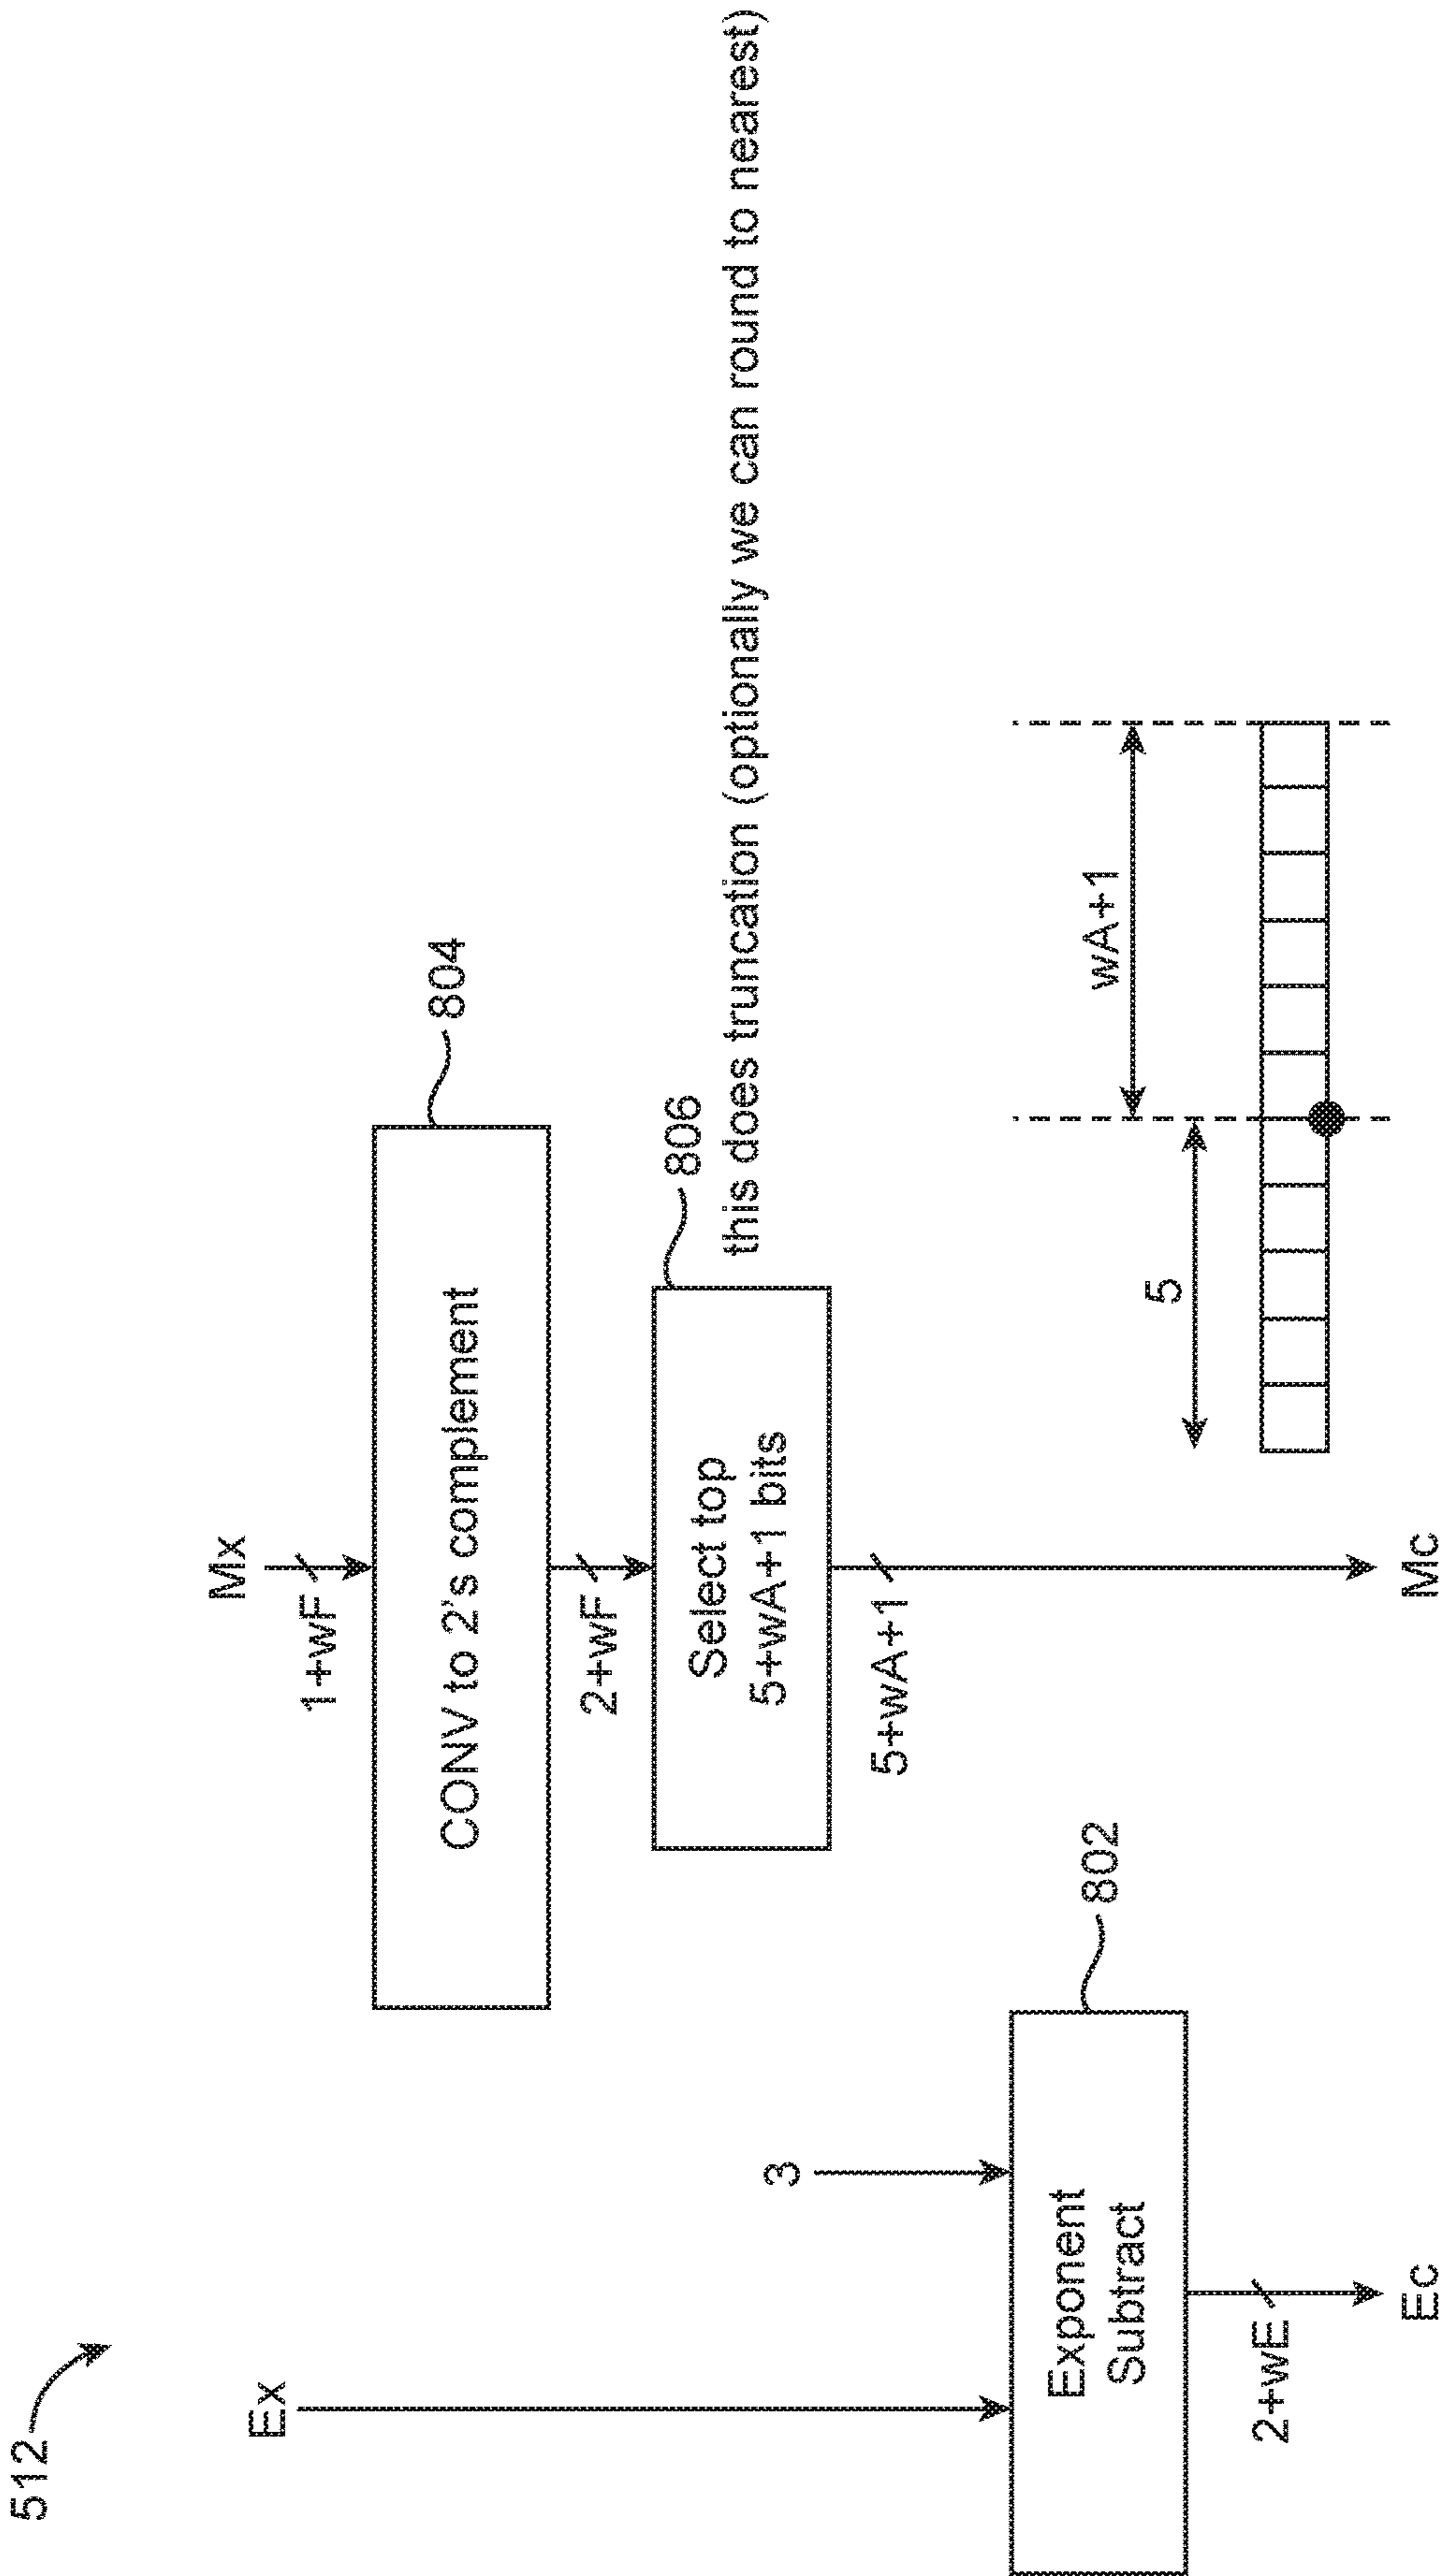 512
Ex
Mx
1+wF
CONV to 2's complement
804
2+wF
Select top
5+wA+1 bits
806
this does truncation (optionally we can round to nearest)
5+wA+1
3
Exponent
Subtract
802
2+wE
wA+1
5
Ec
Mc